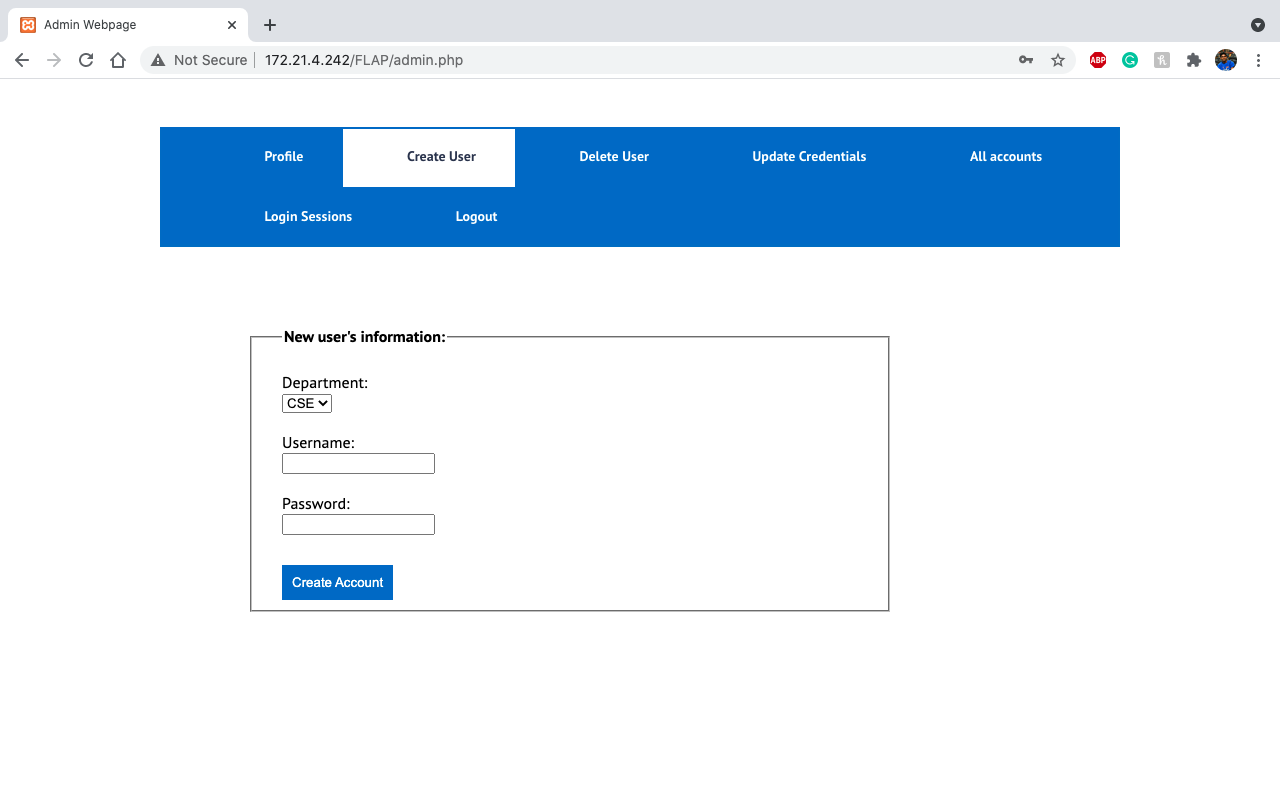 Admin Webpage
Not Secure 172.21.4.242/FLAP/admin.php
ABP
Profile Create User Delete User Update Credentials All accounts
Login Sessions Logout
New user's information:
Department:
CSE
Username:
Password:
Create Account